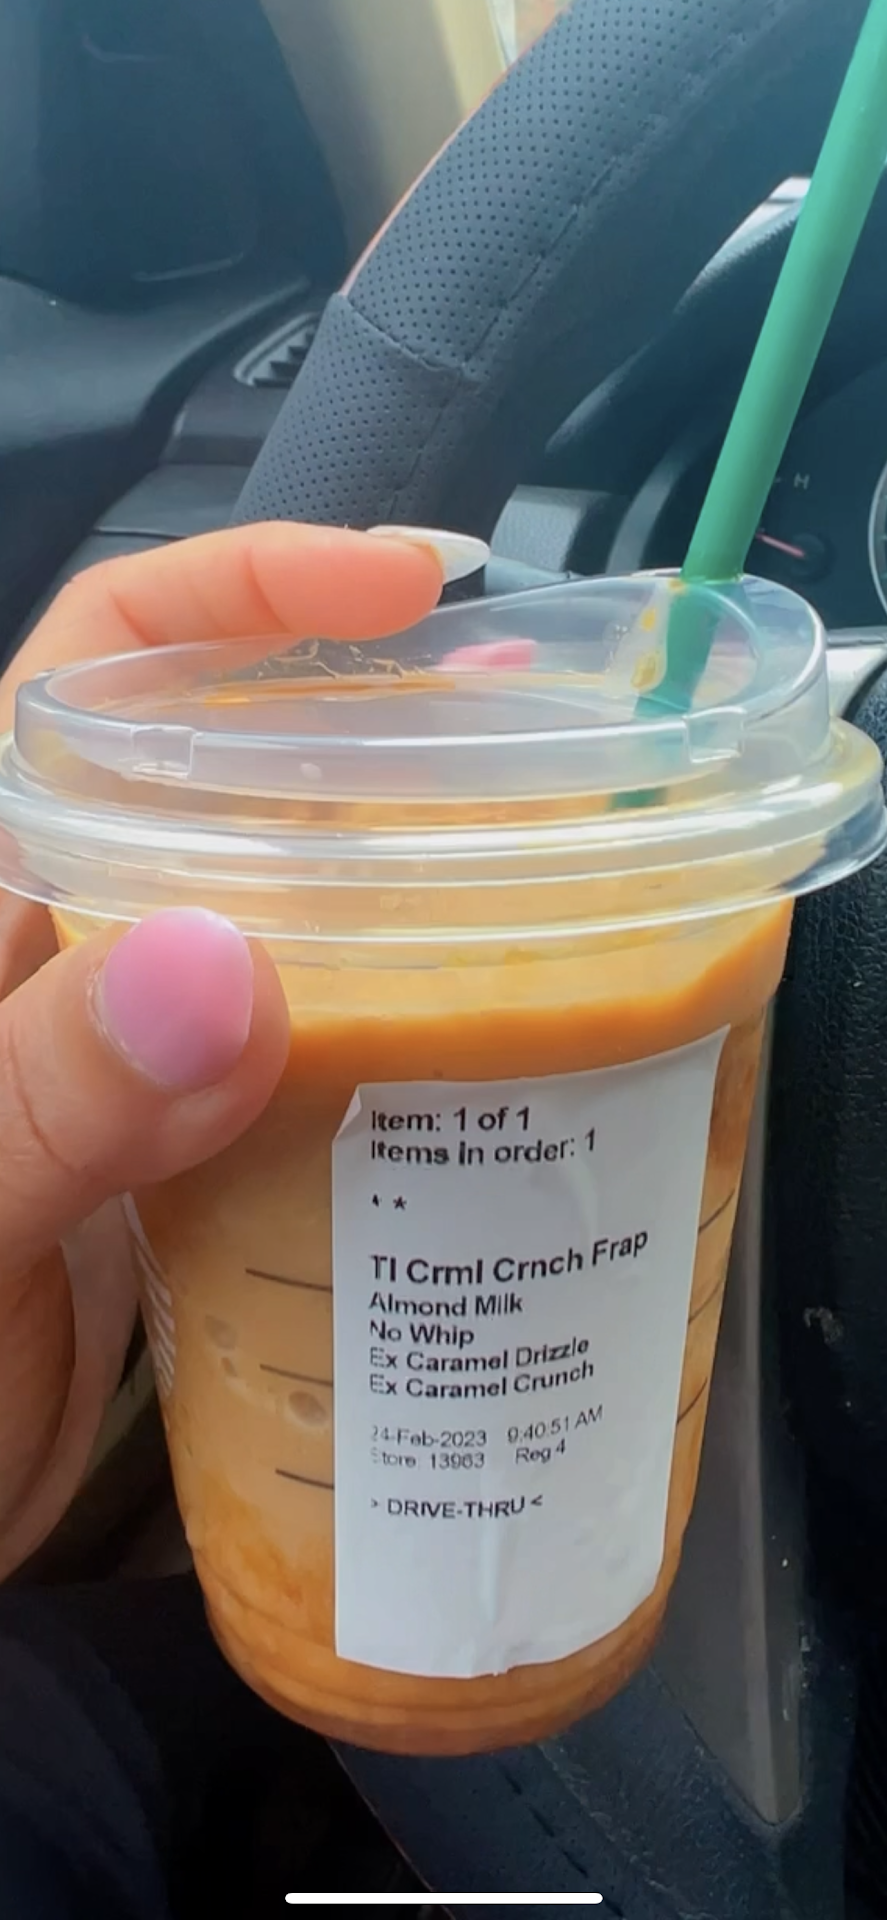 Item: 1 of 1
Items in order: 1
* *
Tl Crml Crnch Frap
Almond Milk
No Whip
Ex Caramel Drizzle
Ex Caramel Crunch
24-Feb-2023 9:40:51 AM
Store 13963 Reg 4
> DRIVE-THRU <
H